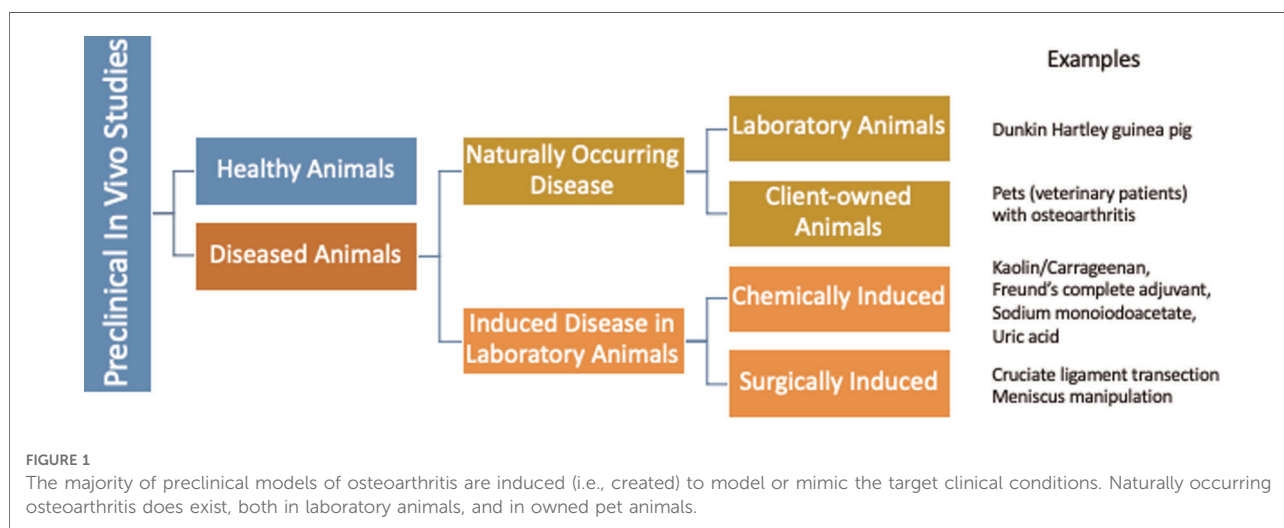 Preclinical In Vivo Studies
Healthy Animals
Diseased Animals
Naturally Occurring
Disease
Induced Disease in
Laboratory Animals
Laboratory Animals
Client-owned
Animals
Chemically Induced
Surgically Induced
Examples
Dunkin Hartley guinea pig
Pets (veterinary patients)
with osteoarthritis
Kaolin/Carrageenan,
Freund's complete adjuvant,
Sodium monoiodoacetate,
Uric acid
Cruciate ligament transection
Meniscus manipulation
FIGURE 1
The majority of preclinical models of osteoarthritis are induced (i.e., created) to model or mimic the target clinical conditions. Naturally occurring
osteoarthritis does exist, both in laboratory animals, and in owned pet animals.